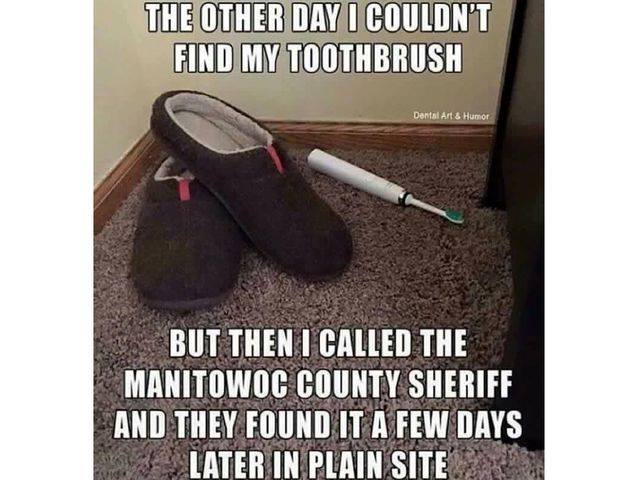 THE OTHER DAY I COULDN'T
FIND MY TOOTHBRUSH
Dental Art & Humor
BUT THEN I CALLED THE
MANITOWOC COUNTY SHERIFF
AND THEY FOUND IT A FEW DAYS
LATER IN PLAIN SITE